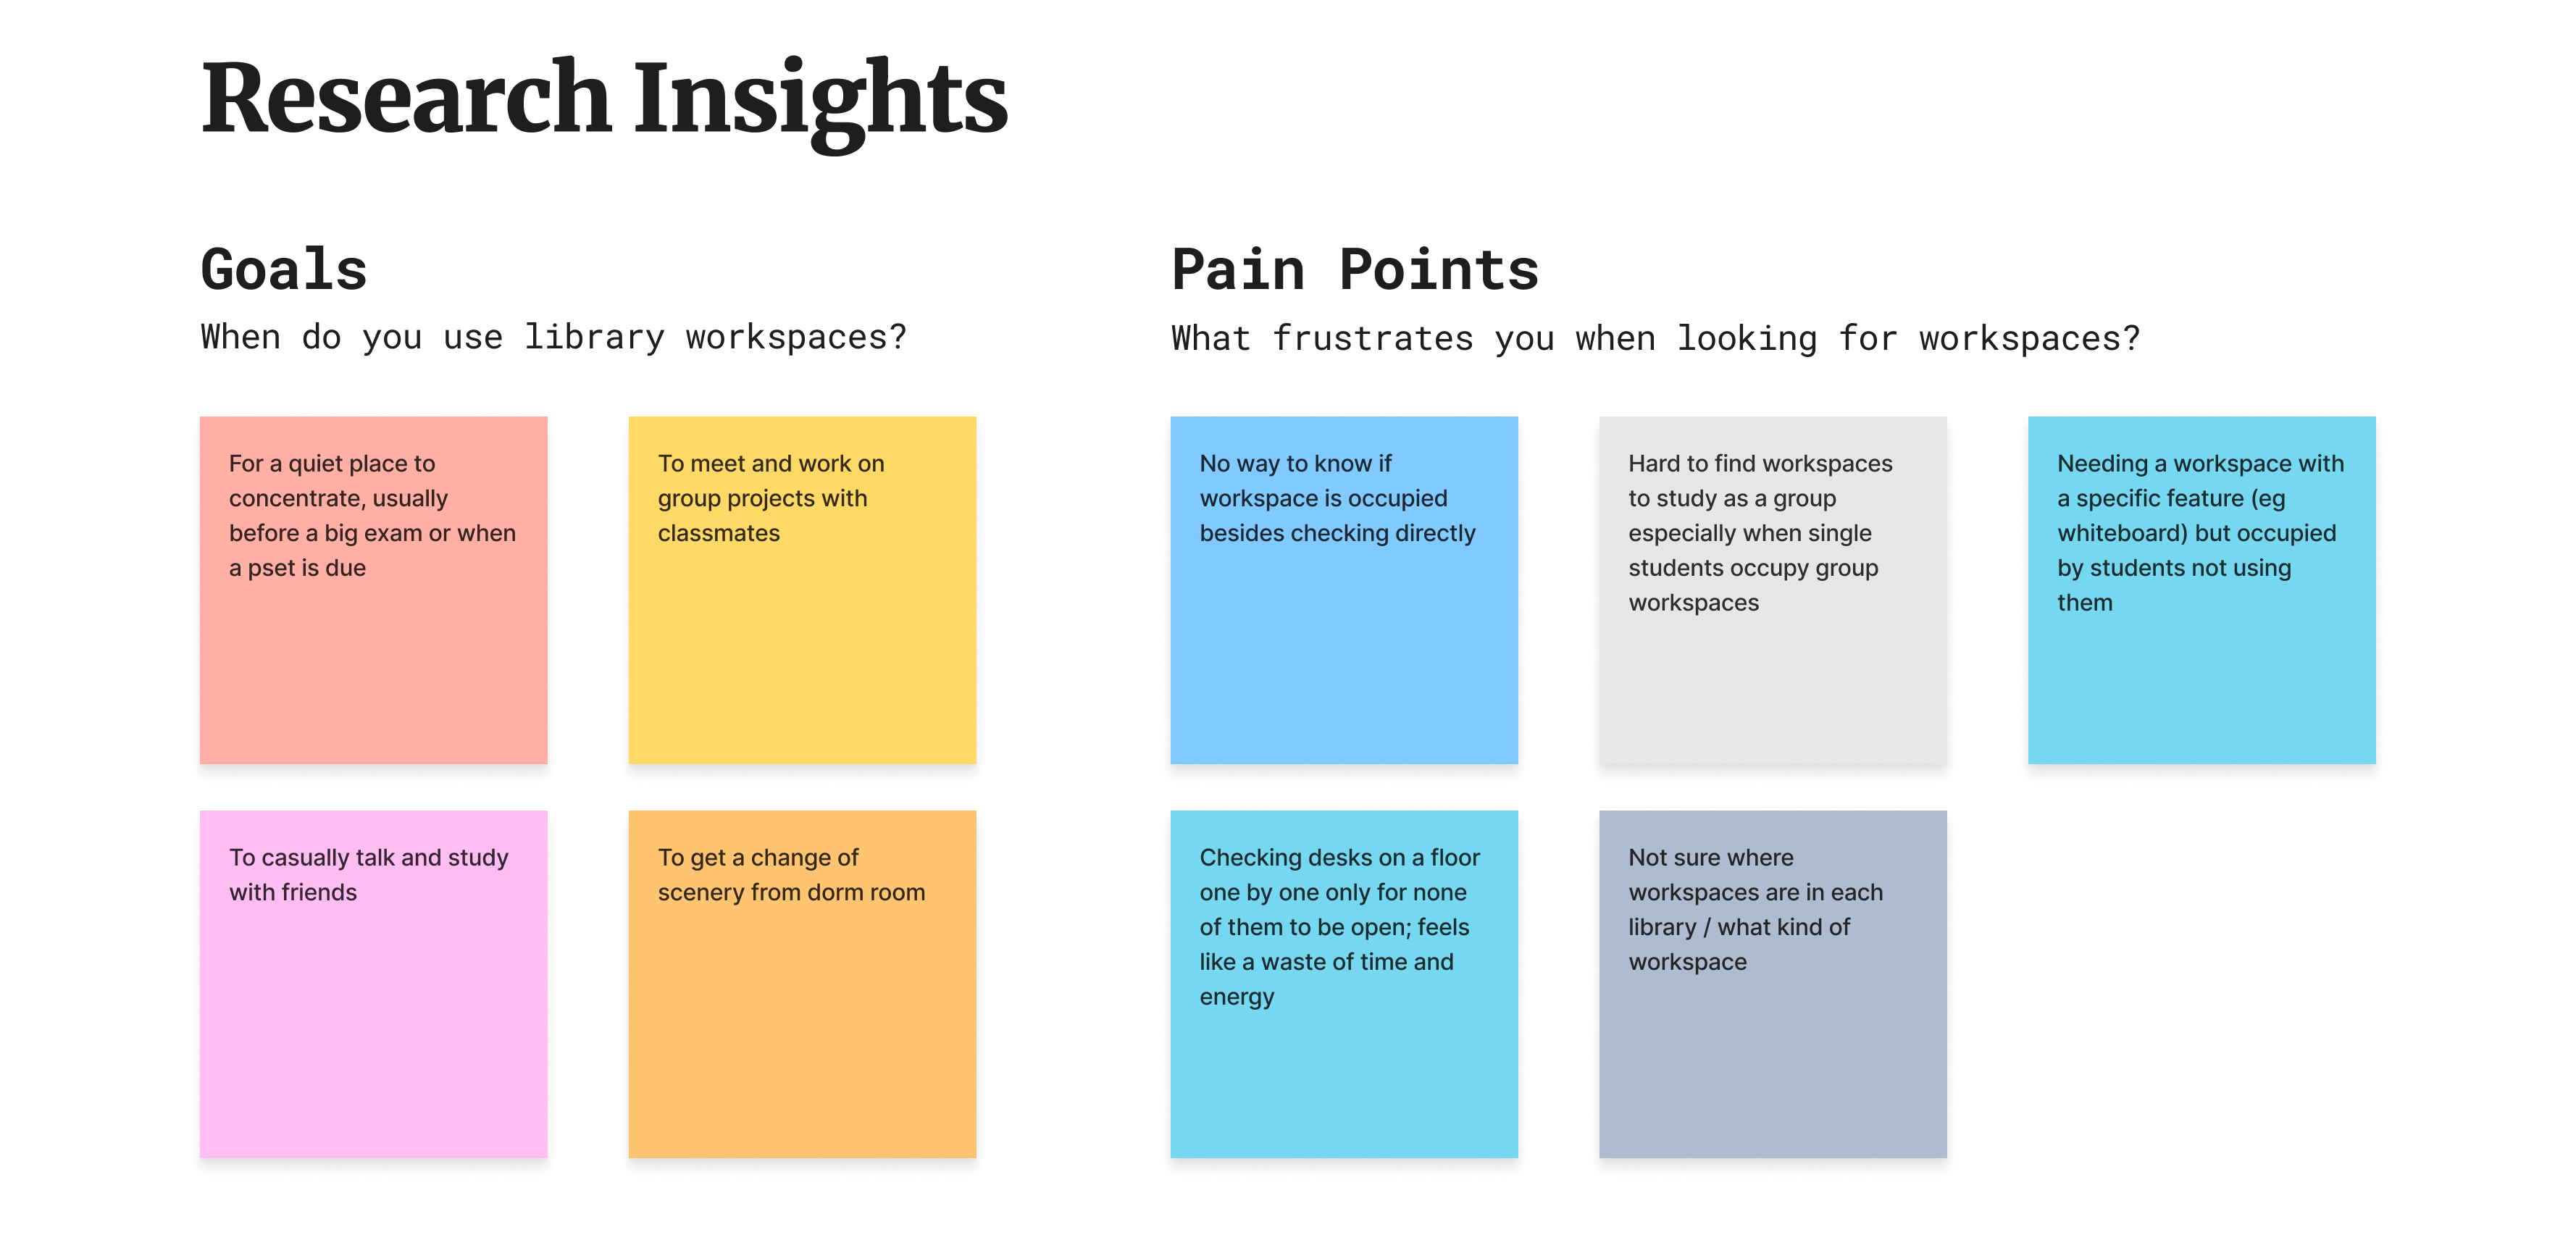 Research Insights
Goals
When do you use library workspaces?
For a quiet place to
concentrate, usually
before a big exam or when
a pset is due
To meet and work on
group projects with
classmates
To casually talk and study
with friends
To get a change of
scenery from dorm room
Pain Points
What frustrates you when looking for workspaces?
No way to know if
workspace is occupied
besides checking directly
Hard to find workspaces
to study as a group
especially when single
students occupy group
workspaces
Needing a workspace with
a specific feature (eg
whiteboard) but occupied
by students not using
them
Checking desks on a floor
one by one only for none
of them to be open; feels
like a waste of time and
energy
Not sure where
workspaces are in each
library / what kind of
workspace